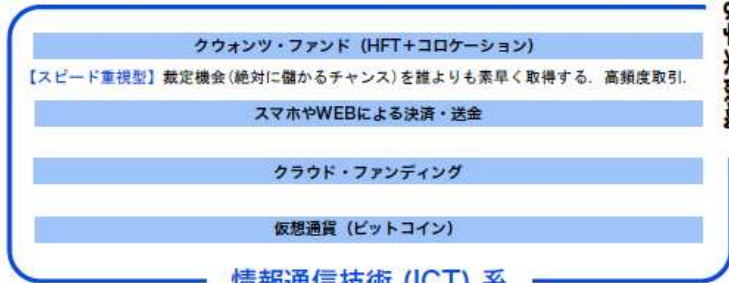 クウォンツ・ファンド（HFT+コロケーション）
【スピード重視型】裁定機会(絶対に儲かるチャンス)を誰よりも素早く取得する．高頻度取引．
スマホやWEBによる決済・送金
クラウド・ファンディング
仮想通貨（ビットコイン）
情報通信技術 (ICT) 系